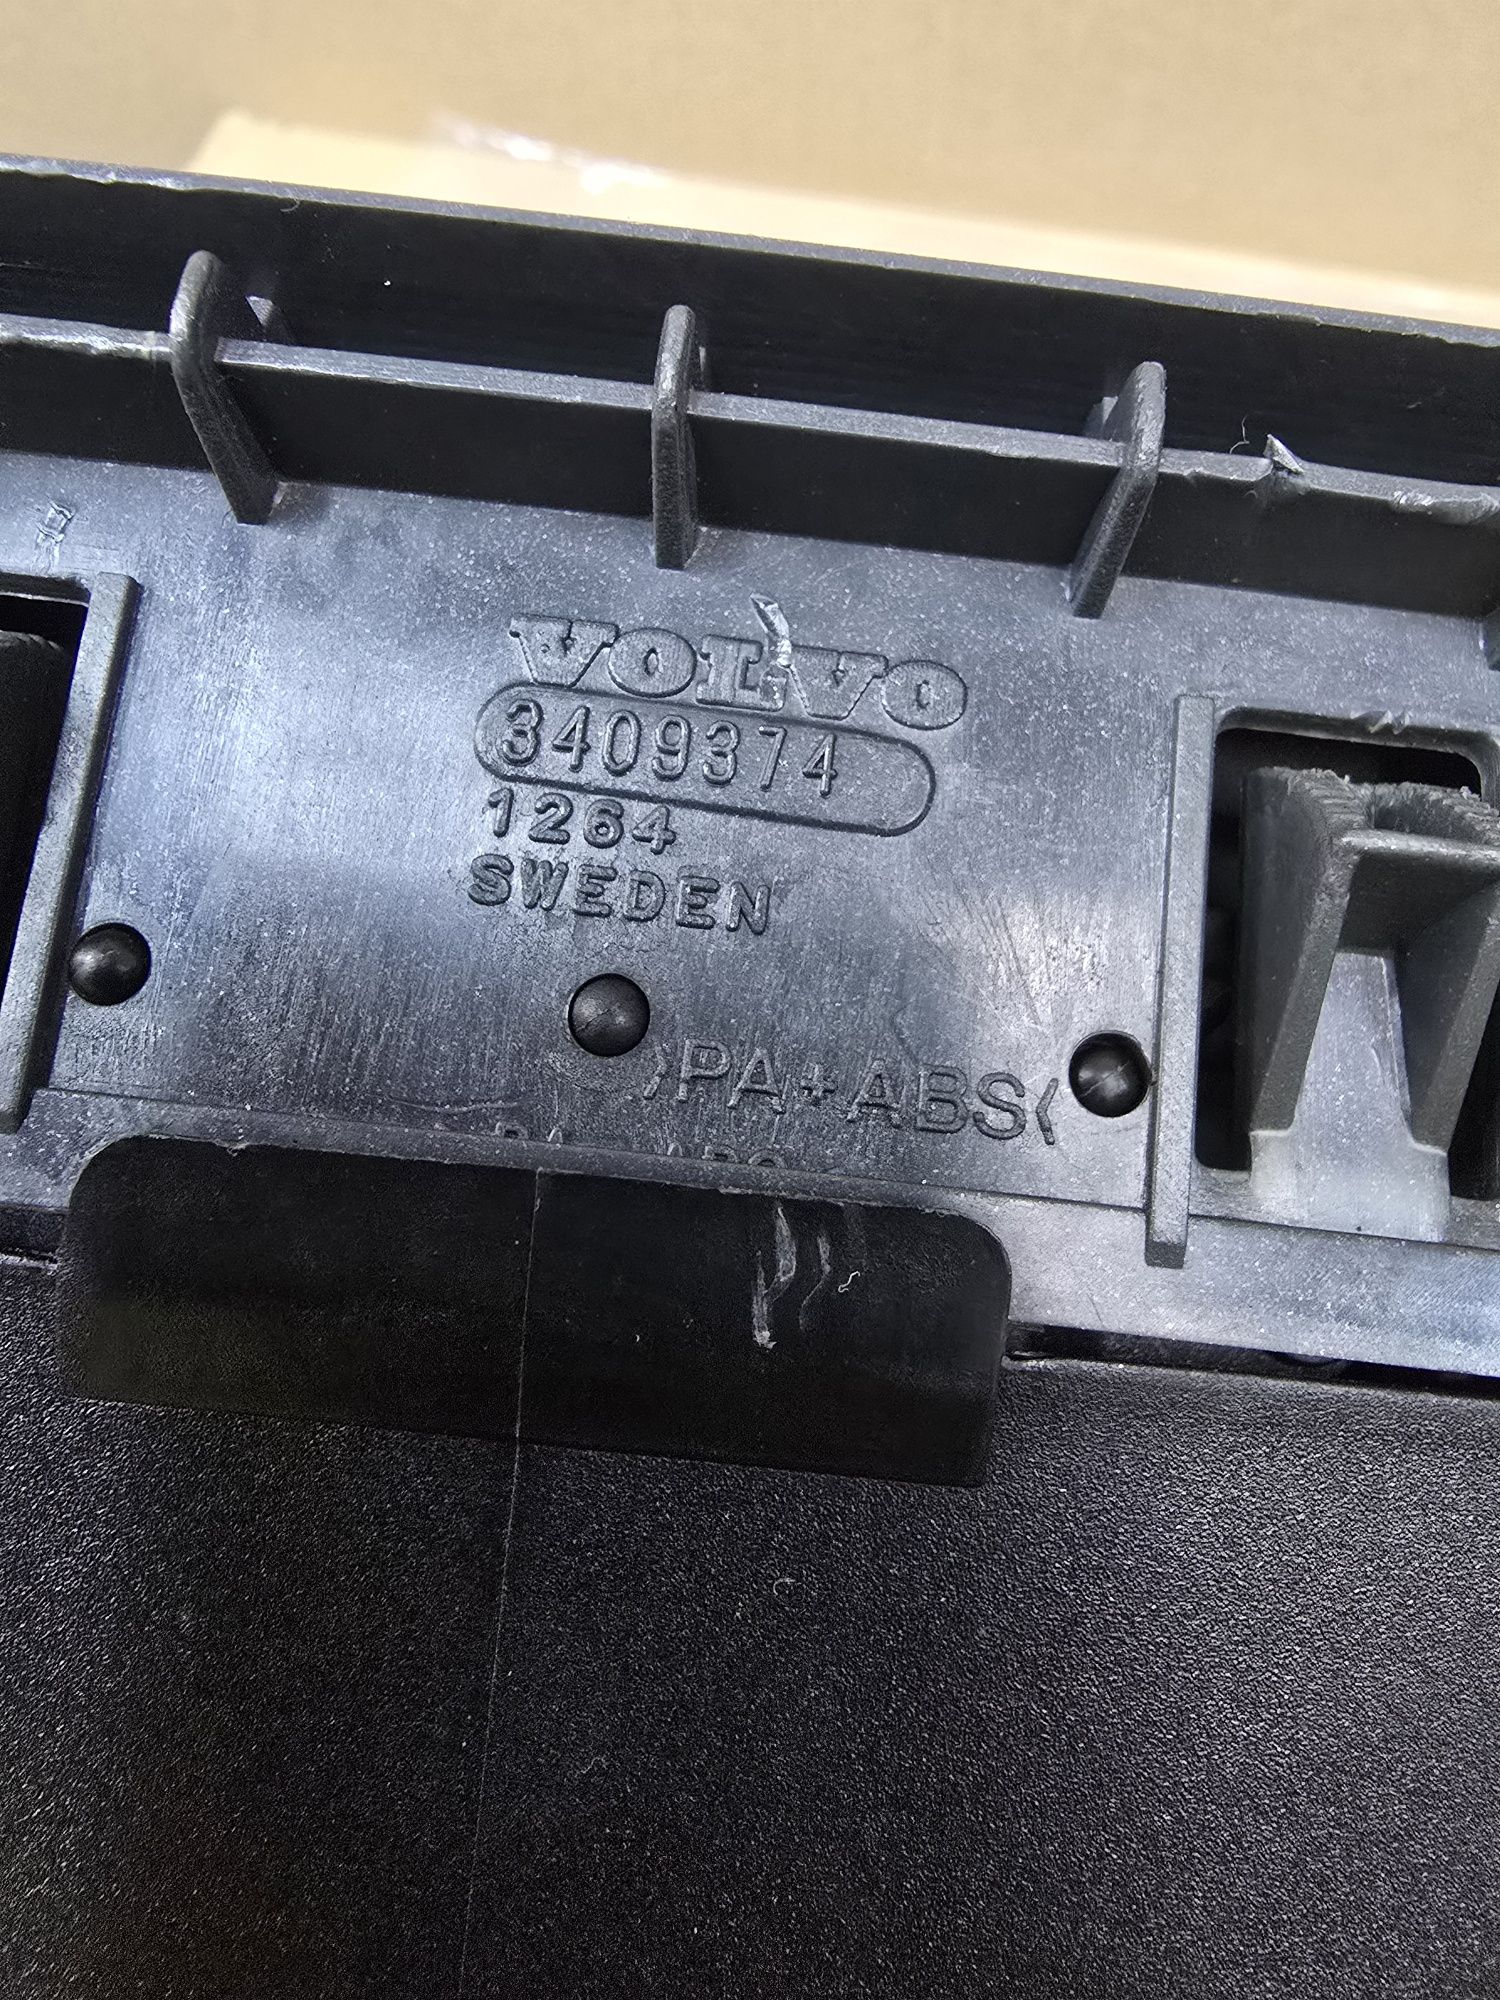 VOLVO
3409374
1264
SWEDEN
>PA+ABS<